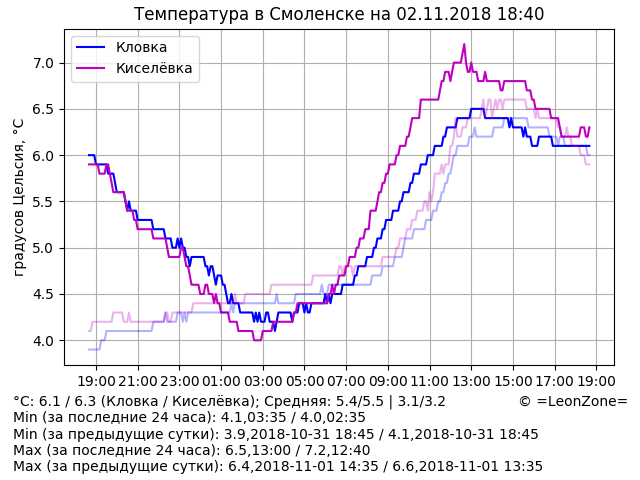 Температура в Смоленске на 02.11.2018 18:40
Кловка
Киселёвка
градусов Цельсия, °C
7.0
6.5
6.0
5.5
5.0
4.5
4.0
19:00 21:00 23:00 01:00 03:00 05:00 07:00 09:00 11:00 13:00 15:00 17:00 19:00
°C: 6.1 / 6.3 (Кловка / Киселёвка); Средняя: 5.4/5.5 | 3.1/3.2
© =LeonZone=
Min (за последние 24 часа): 4.1,03:35 / 4.0,02:35
Min (за предыдущие сутки): 3.9,2018-10-31 18:45 / 4.1,2018-10-31 18:45
Max (за последние 24 часа): 6.5,13:00 / 7.2,12:40
Max (за предыдущие сутки): 6.4,2018-11-01 14:35 / 6.6,2018-11-01 13:35